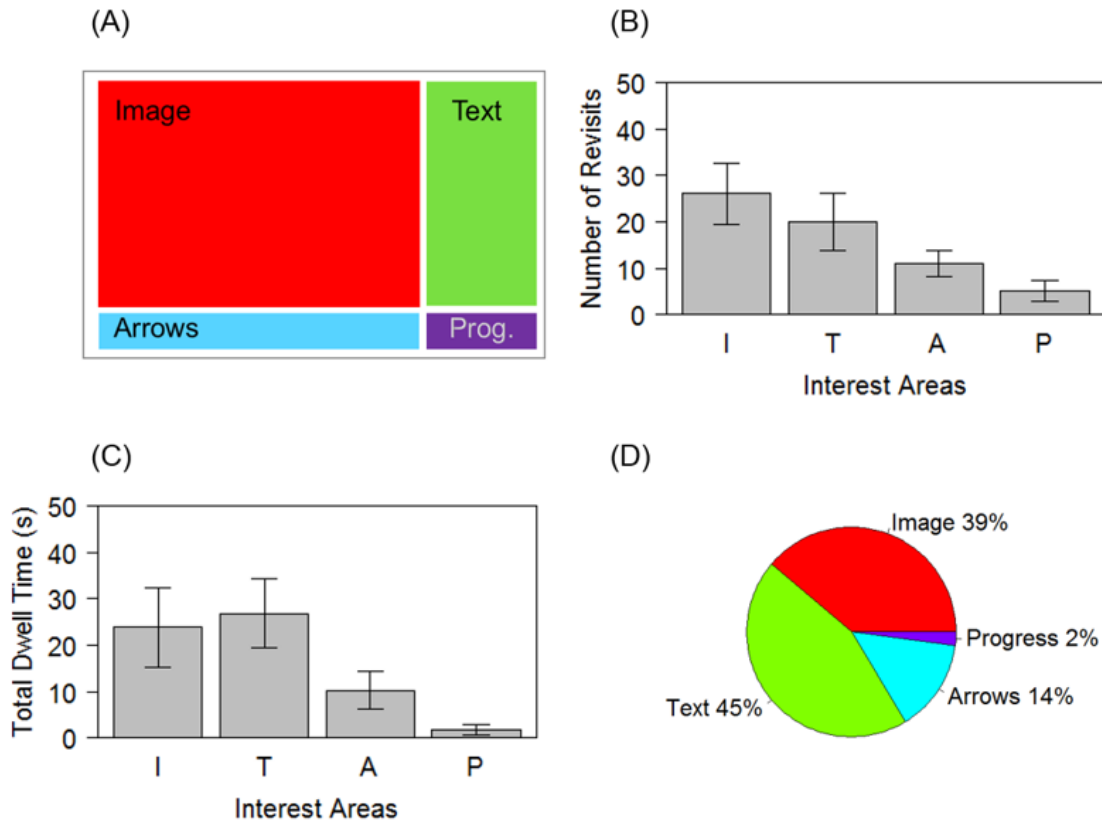 (A)
Image
Text
Arrows
Prog.
(B)
Number of Revisits
50
40
30
20
10
0
I T A P
Interest Areas
(C)
Total Dwell Time (s)
50
40
30
20
10
0
I T A P
Interest Areas
(D)
Image 39%
Progress 2%
Arrows 14%
Text 45%